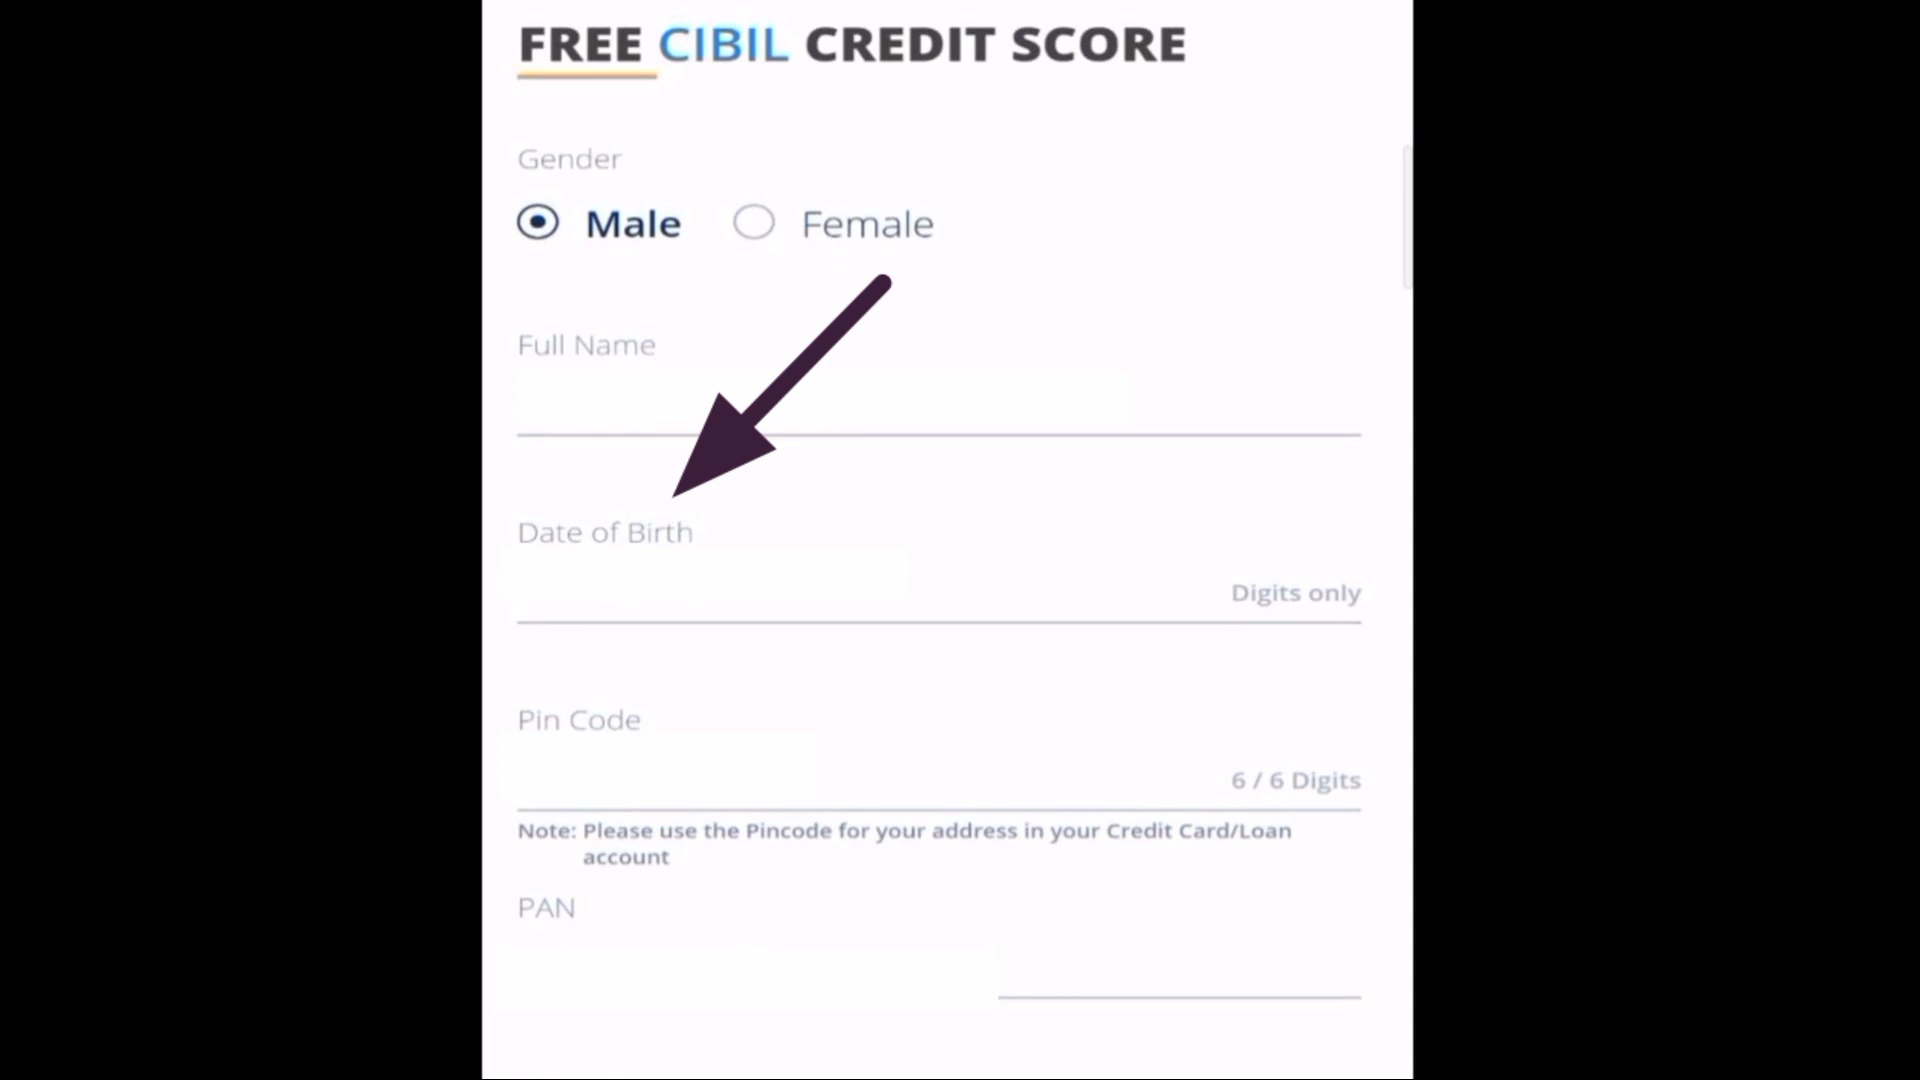 FREE CIBIL CREDIT SCORE
Gender
Male Female
Full Name
Date of Birth
Digits only
Pin Code
6 / 6 Digits
Note: Please use the Pincode for your address in your Credit Card/Loan
account
PAN